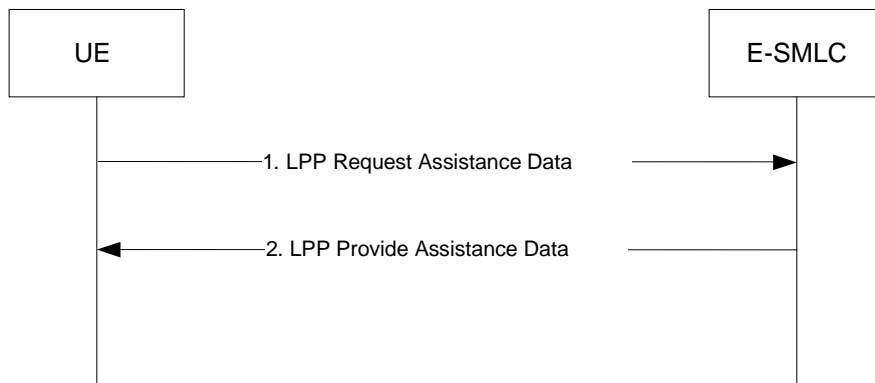 UE
E-SMLC
1. LPP Request Assistance Data
2. LPP Provide Assistance Data